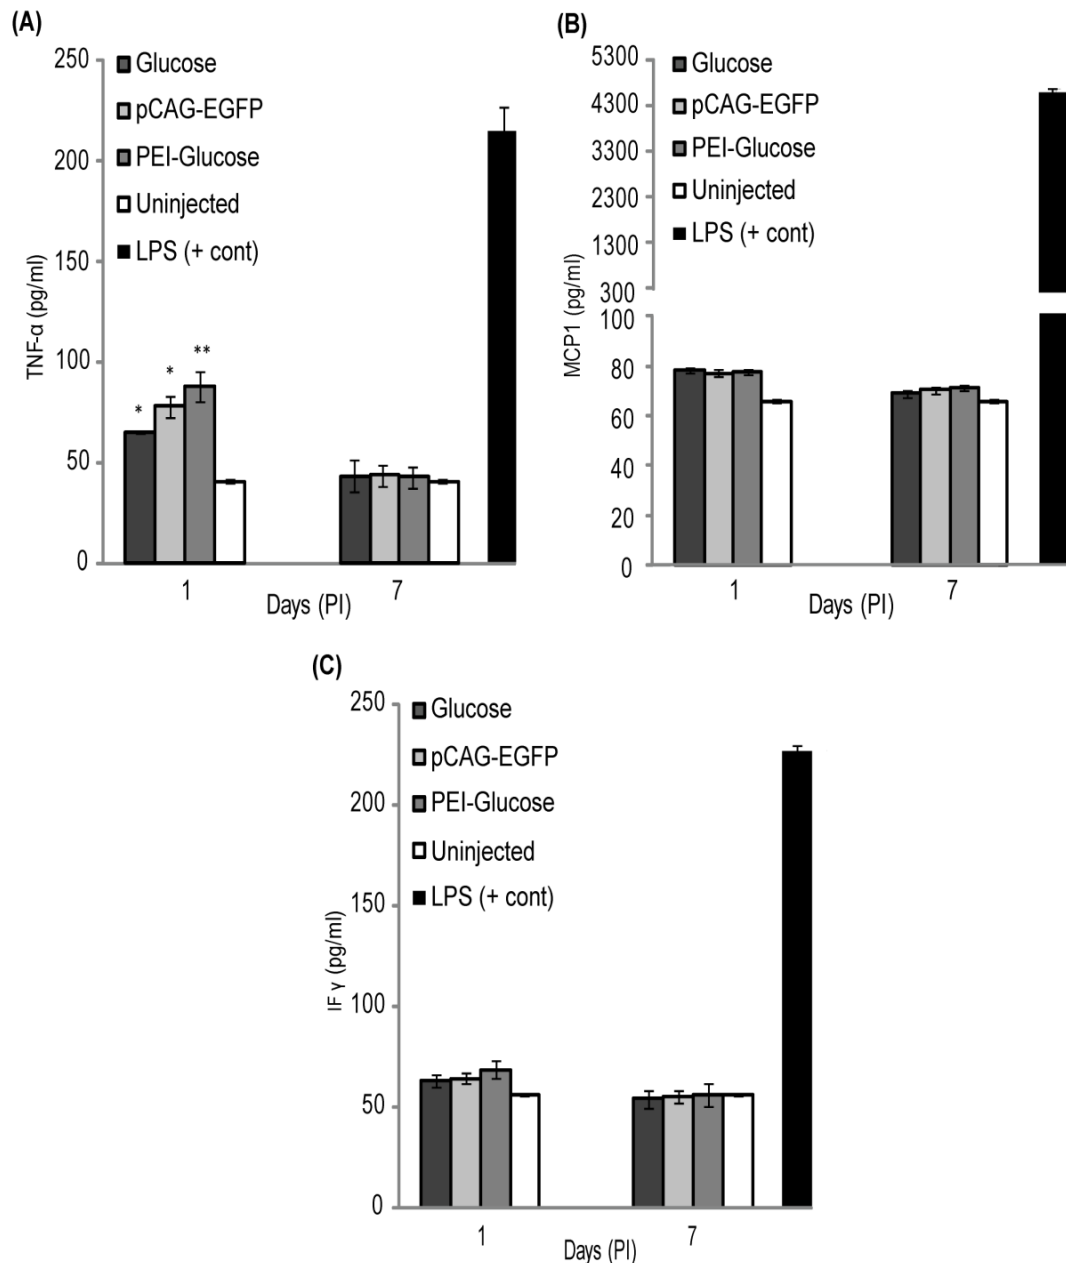 (A)
TNF-α (pg/ml)
250
200
150
100
50
0
Glucose
pCAG-EGFP
PEI-Glucose
Uninjected
LPS (+ cont)
*
*
**
1
7
Days (PI)
(B)
MCP1 (pg/ml)
5300
4300
3300
2300
1300
300
100
80
60
40
20
0
Glucose
pCAG-EGFP
PEI-Glucose
Uninjected
LPS (+ cont)
1
7
Days (PI)
(C)
IF γ (pg/ml)
250
200
150
100
50
0
Glucose
pCAG-EGFP
PEI-Glucose
Uninjected
LPS (+ cont)
1
7
Days (PI)